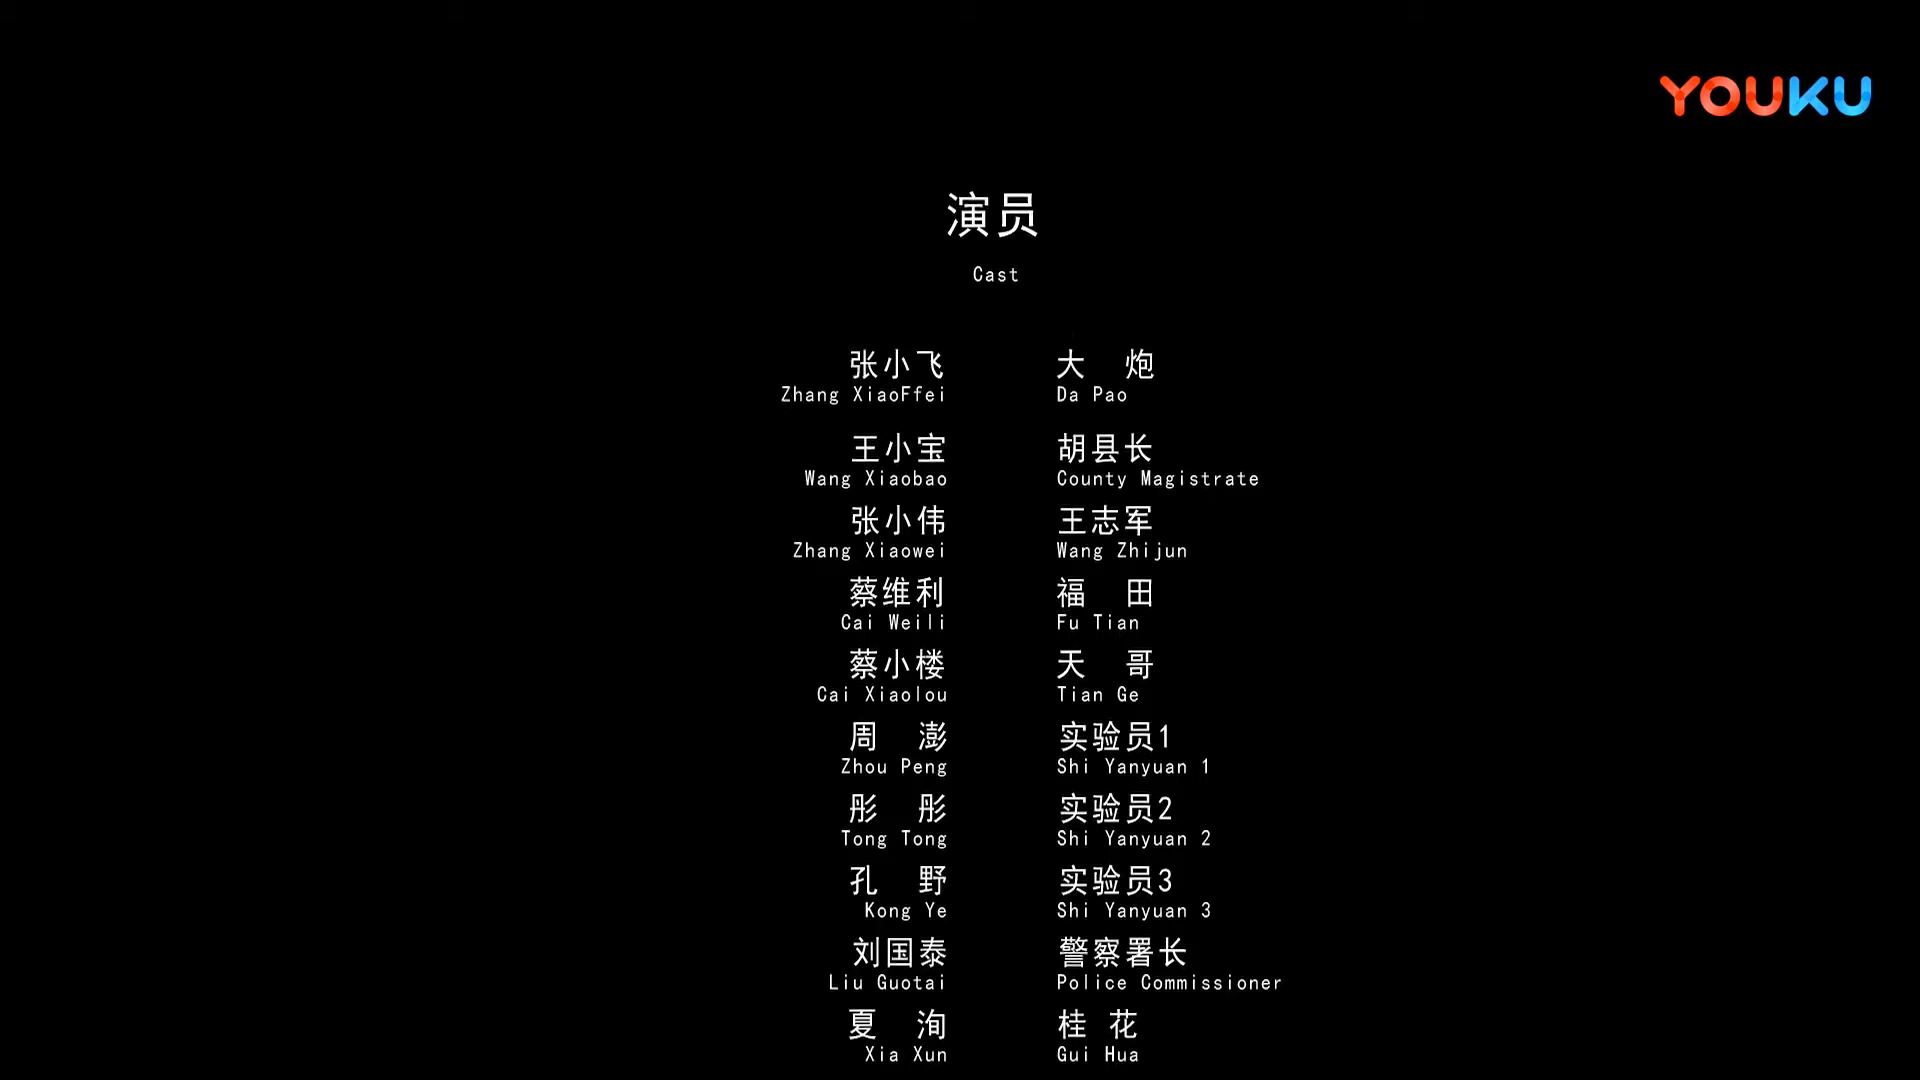 YOUKU
演员
Cast
张小飞 大 炮
Zhang XiaoFfei Da Pao
王小宝 胡县长
Wang Xiaobao County Magistrate
张小伟 王志军
Zhang Xiaowei Wang Zhijun
蔡维利 福 田
Cai Weili Fu Tian
蔡小楼 天 哥
Cai Xiaolou Tian Ge
周 澎 实验员1
Zhou Peng Shi Yanyuan 1
彤 彤 实验员2
Tong Tong Shi Yanyuan 2
孔 野 实验员3
Kong Ye Shi Yanyuan 3
刘国泰 警察署长
Liu Guotai Police Commissioner
夏 洵 桂 花
Xia Xun Gui Hua